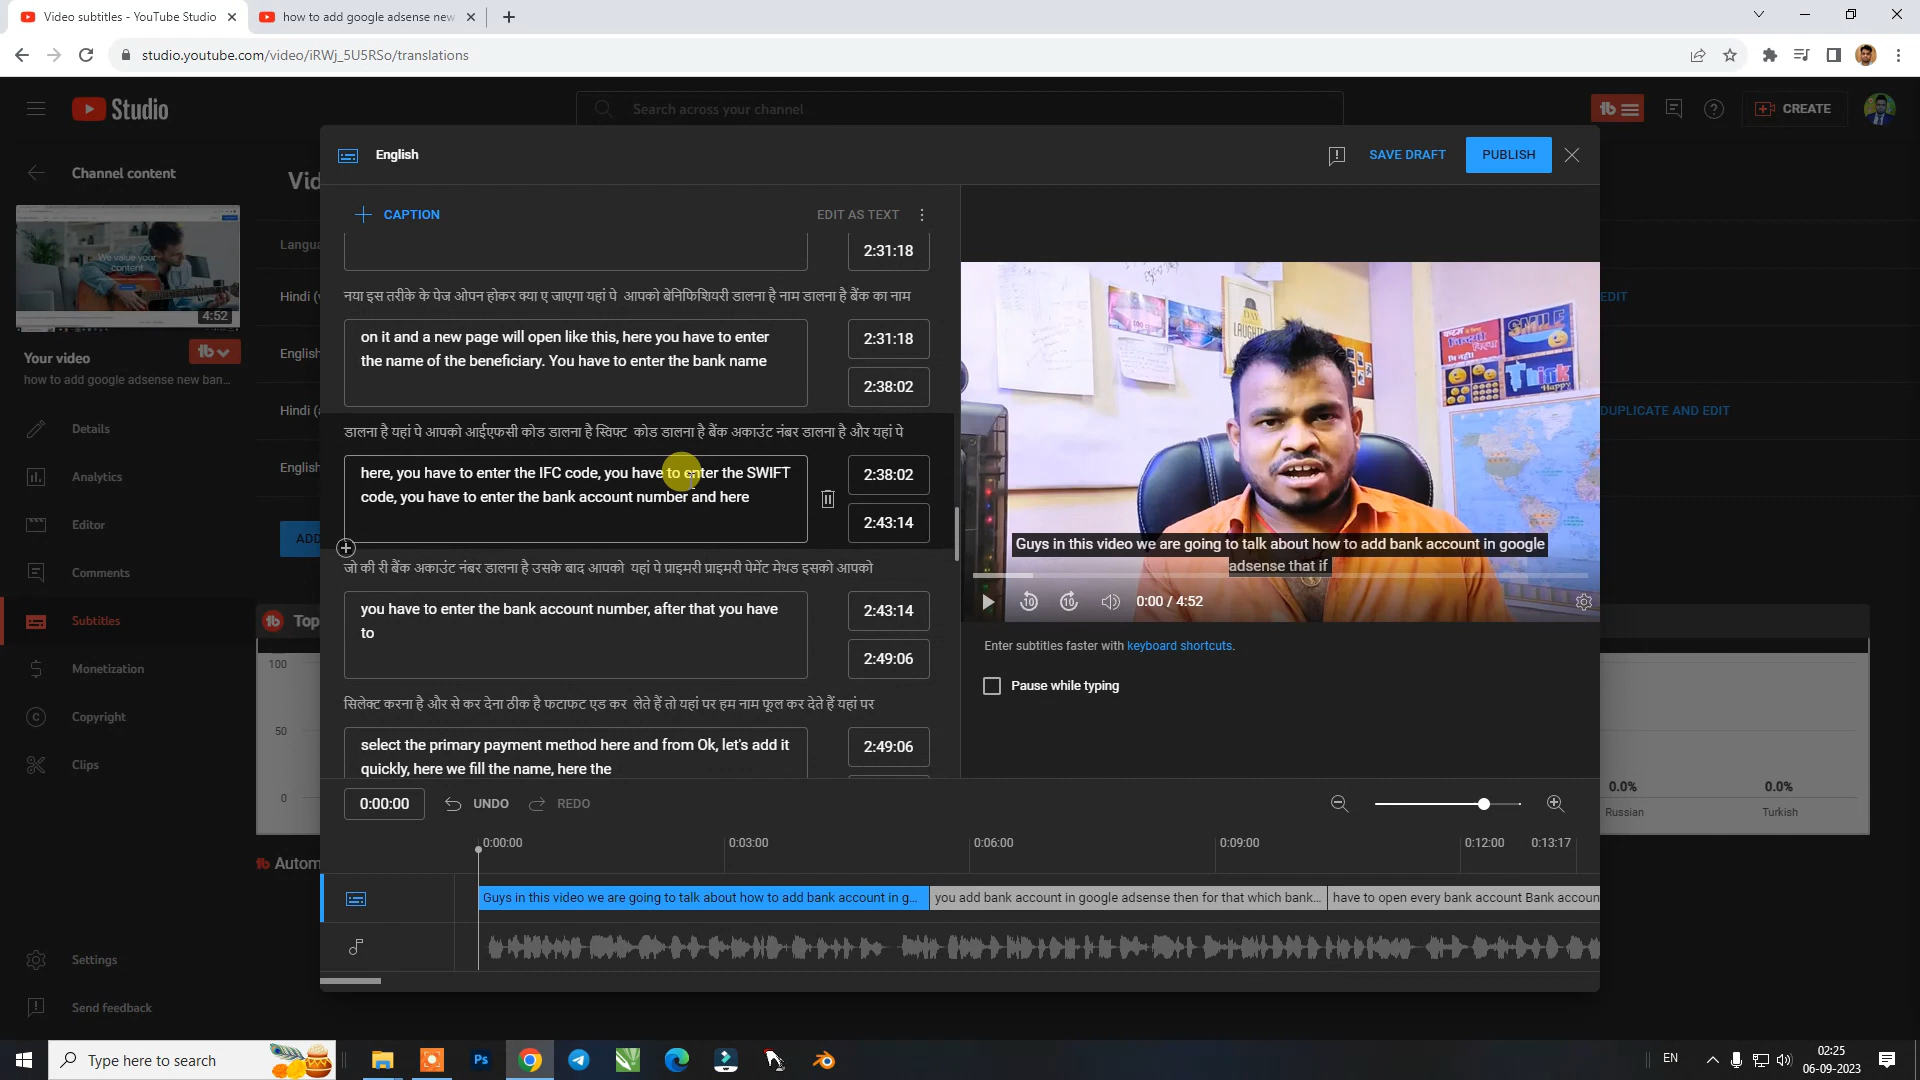 Video subtitles - YouTube Studio
how to add google adsense new
studio.youtube.com/video/iRWj_5U5RSo/translations
Studio
Search across your channel
CREATE
Channel content
We value your
content
4:52
Your video
how to add google adsense new ban...
Details
Analytics
Editor
Comments
Subtitles
Monetization
Copyright
Clips
Settings
Send feedback
Vid
Langua
Hindi (
English
Hindi (
English
ADD
Top
100
50
0
Autom
English
SAVE DRAFT
PUBLISH
CAPTION
EDIT AS TEXT
2:31:18
नया इस तरीके के पेज ओपन होकर क्या ए जाएगा यहां पे आपको बेनिफिशियरी डालना है नाम डालना है बैंक का नाम
on it and a new page will open like this, here you have to enter
the name of the beneficiary. You have to enter the bank name
2:31:18
2:38:02
डालना है यहां पे आपको आईएफसी कोड डालना है स्विफ्ट कोड डालना है बैंक अकाउंट नंबर डालना है और यहां पे
here, you have to enter the IFC code, you have to enter the SWIFT
code, you have to enter the bank account number and here
2:38:02
2:43:14
जो की री बैंक अकाउंट नंबर डालना है उसके बाद आपको यहां पे प्राइमरी प्राइमरी पेमेंट मेथड इसको आपको
you have to enter the bank account number, after that you have
to
2:43:14
2:49:06
सिलेक्ट करना है और से कर देना ठीक है फटाफट एड कर लेते हैं तो यहां पर हम नाम फूल कर देते हैं यहां पर
select the primary payment method here and from Ok, let's add it
quickly, here we fill the name, here the
2:49:06
DAY
LAUGHTER
SMILE
Think
Happy
Guys in this video we are going to talk about how to add bank account in google
adsense that if
10
10
0:00 / 4:52
Enter subtitles faster with keyboard shortcuts.
Pause while typing
EDIT
DUPLICATE AND EDIT
0.0%
0.0%
Russian
Turkish
0:00:00
UNDO
REDO
0:00:00
0:03:00
0:06:00
0:09:00
0:12:00
0:13:17
Guys in this video we are going to talk about how to add bank account in g...
you add bank account in google adsense then for that which bank...
have to open every bank account Bank accoun
Type here to search
Ps
EN
02:25
06-09-2023